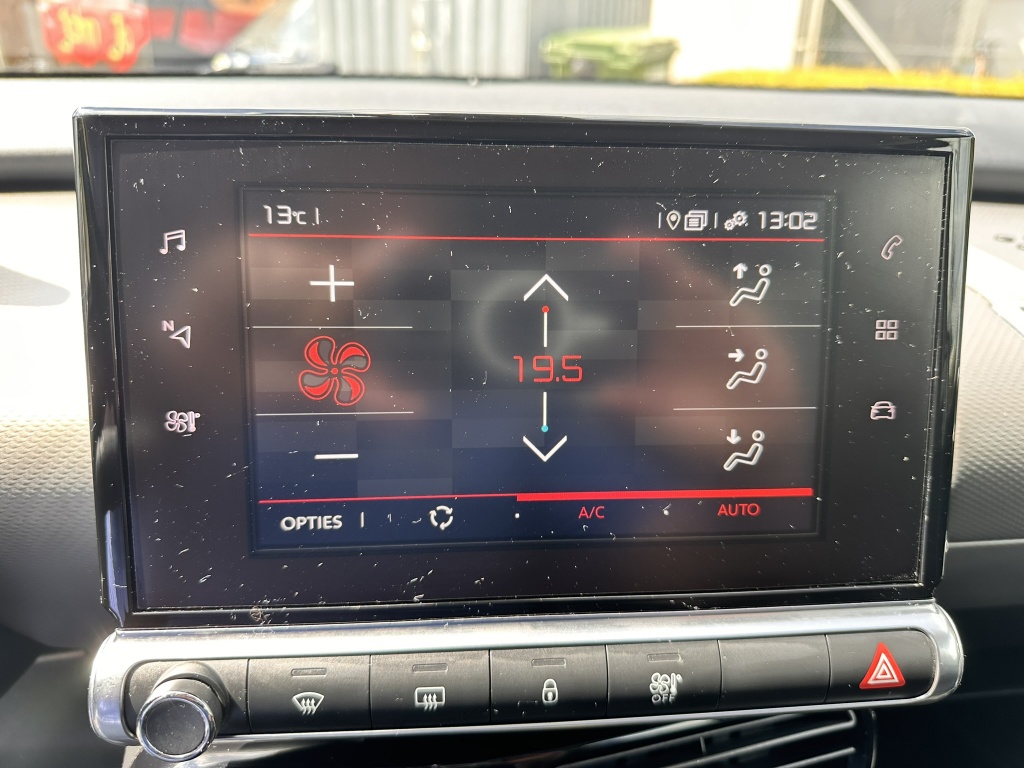 13°C
13:02
N
19.5
OPTIES
A/C
AUTO
OFF